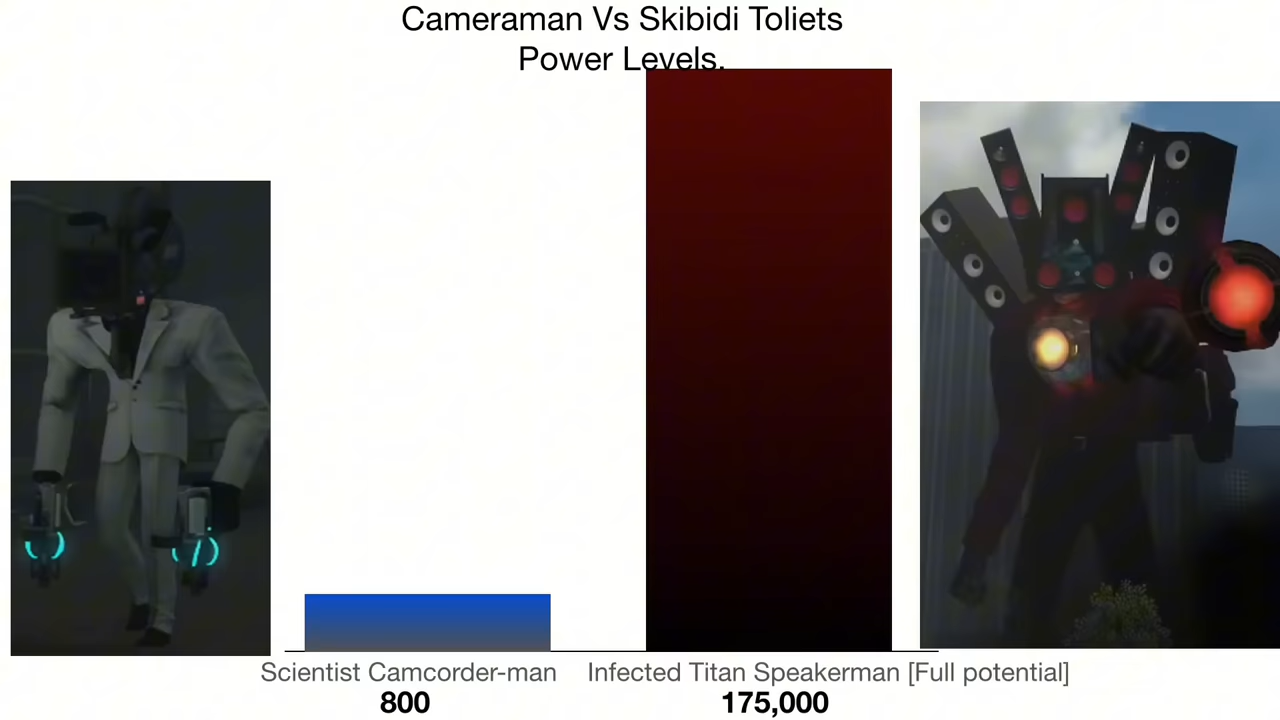 Cameraman Vs Skibidi Toliets
Power Levels.
Scientist Camcorder-man
800
Infected Titan Speakerman [Full potential]
175,000